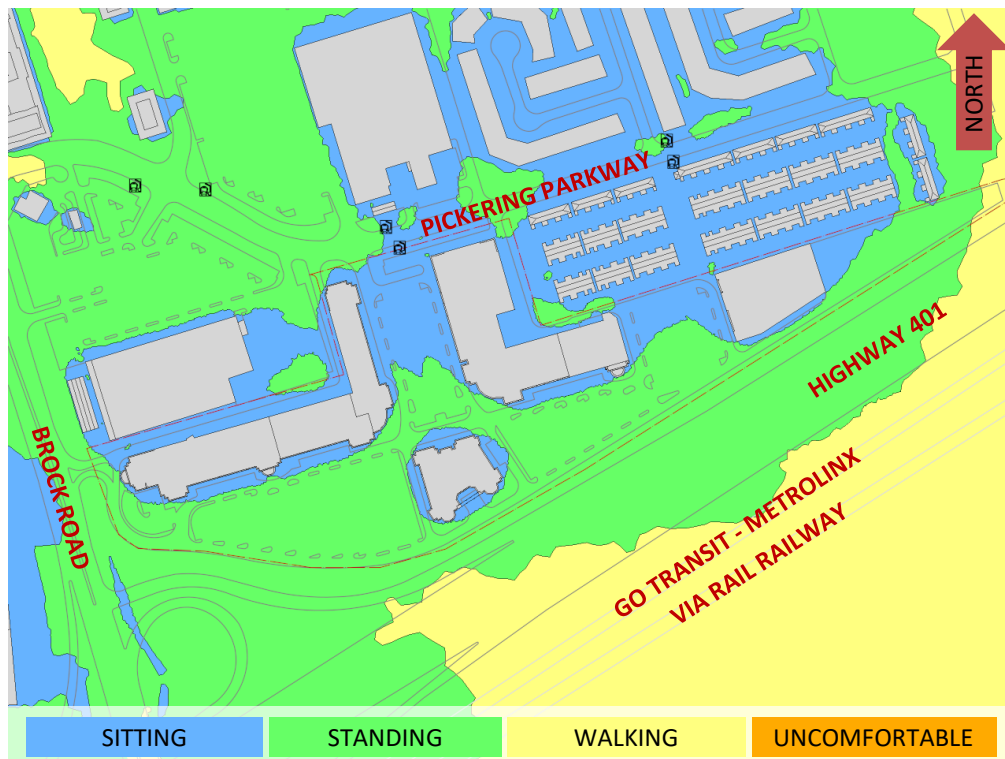 NORTH
PICKERING PARKWAY
HIGHWAY 401
BROCK ROAD
GO TRANSIT - METROLINX
VIA RAIL RAILWAY
SITTING
STANDING
WALKING
UNCOMFORTABLE